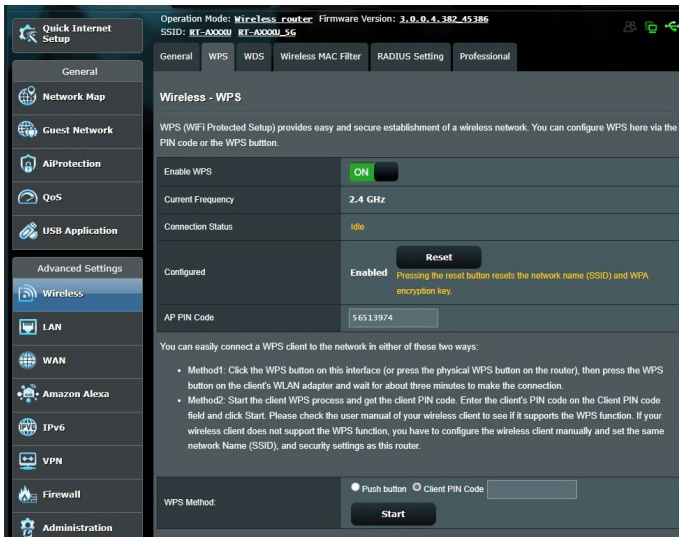 Quick Internet
Setup
Operation Mode: Wireless router Firmware Version: 3.0.0.4.382_45386
SSID: RT-AXXXU RT-AXXXU_5G
General WPS WDS Wireless MAC Filter RADIUS Setting Professional
General
Network Map
Guest Network
AiProtection
QoS
USB Application
Advanced Settings
Wireless
LAN
WAN
Amazon Alexa
IPv6
VPN
Firewall
Administration
Wireless - WPS
WPS (WiFi Protected Setup) provides easy and secure establishment of a wireless network. You can configure WPS here via the
PIN code or the WPS buttton.
Enable WPS ON
Current Frequency 2.4 GHz
Connection Status Idle
Configured Enabled Reset
Pressing the reset button resets the network name (SSID) and WPA
encryption key.
AP PIN Code 56513974
You can easily connect a WPS client to the network in either of these two ways:
• Method1: Click the WPS button on this interface (or press the physical WPS button on the router), then press the WPS
button on the client's WLAN adapter and wait for about three minutes to make the connection.
• Method2: Start the client WPS process and get the client PIN code. Enter the client's PIN code on the Client PIN code
field and click Start. Please check the user manual of your wireless client to see if it supports the WPS function. If your
wireless client does not support the WPS function, you have to configure the wireless client manually and set the same
network Name (SSID), and security settings as this router.
WPS Method: Push button Client PIN Code
Start